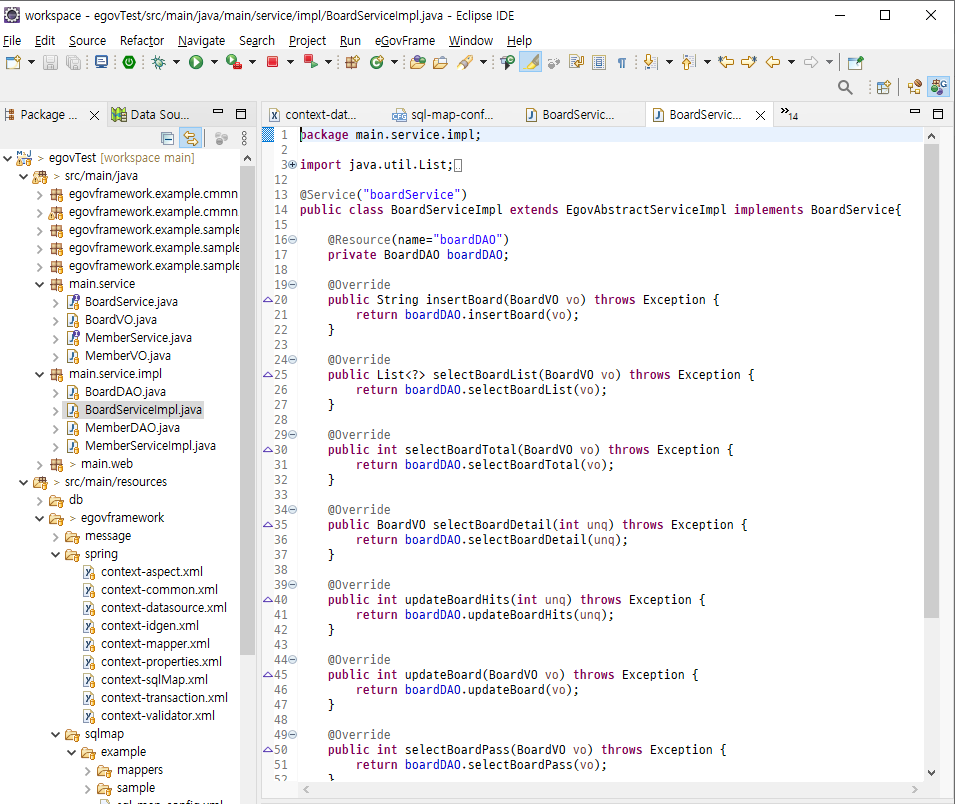 workspace - egovTest/src/main/java/main/service/impl/BoardServiceImpl.java - Eclipse IDE
File Edit Source Refactor Navigate Search Project Run eGovFrame Window Help
Package ... Data Sou...
context-dat... sql-map-conf... BoardServic... BoardServic... »14
egovTest [workspace main]
src/main/java
egovframework.example.cmmn
egovframework.example.cmmn
egovframework.example.sample
egovframework.example.sample
egovframework.example.sample
main.service
BoardService.java
BoardVO.java
MemberService.java
MemberVO.java
main.service.impl
BoardDAO.java
BoardServiceImpl.java
MemberDAO.java
MemberServiceImpl.java
> main.web
> src/main/resources
db
> egovframework
message
spring
context-aspect.xml
context-common.xml
context-datasource.xml
context-idgen.xml
context-mapper.xml
context-properties.xml
context-sqlMap.xml
context-transaction.xml
context-validator.xml
sqlmap
example
mappers
sample
1 package main.service.impl;
2
3 import java.util.List;
12
13 @Service("boardService")
14 public class BoardServiceImpl extends EgovAbstractServiceImpl implements BoardService{
15
16 @Resource(name="boardDAO")
17 private BoardDAO boardDAO;
18
19 @Override
20 public String insertBoard(BoardVO vo) throws Exception {
21 return boardDAO.insertBoard(vo);
22 }
23
24 @Override
25 public List<?> selectBoardList(BoardVO vo) throws Exception {
26 return boardDAO.selectBoardList(vo);
27 }
28
29 @Override
30 public int selectBoardTotal(BoardVO vo) throws Exception {
31 return boardDAO.selectBoardTotal(vo);
32 }
33
34 @Override
35 public BoardVO selectBoardDetail(int unq) throws Exception {
36 return boardDAO.selectBoardDetail(unq);
37 }
38
39 @Override
40 public int updateBoardHits(int unq) throws Exception {
41 return boardDAO.updateBoardHits(unq);
42 }
43
44 @Override
45 public int updateBoard(BoardVO vo) throws Exception {
46 return boardDAO.updateBoard(vo);
47 }
48
49 @Override
50 public int selectBoardPass(BoardVO vo) throws Exception {
51 return boardDAO.selectBoardPass(vo);
52 }